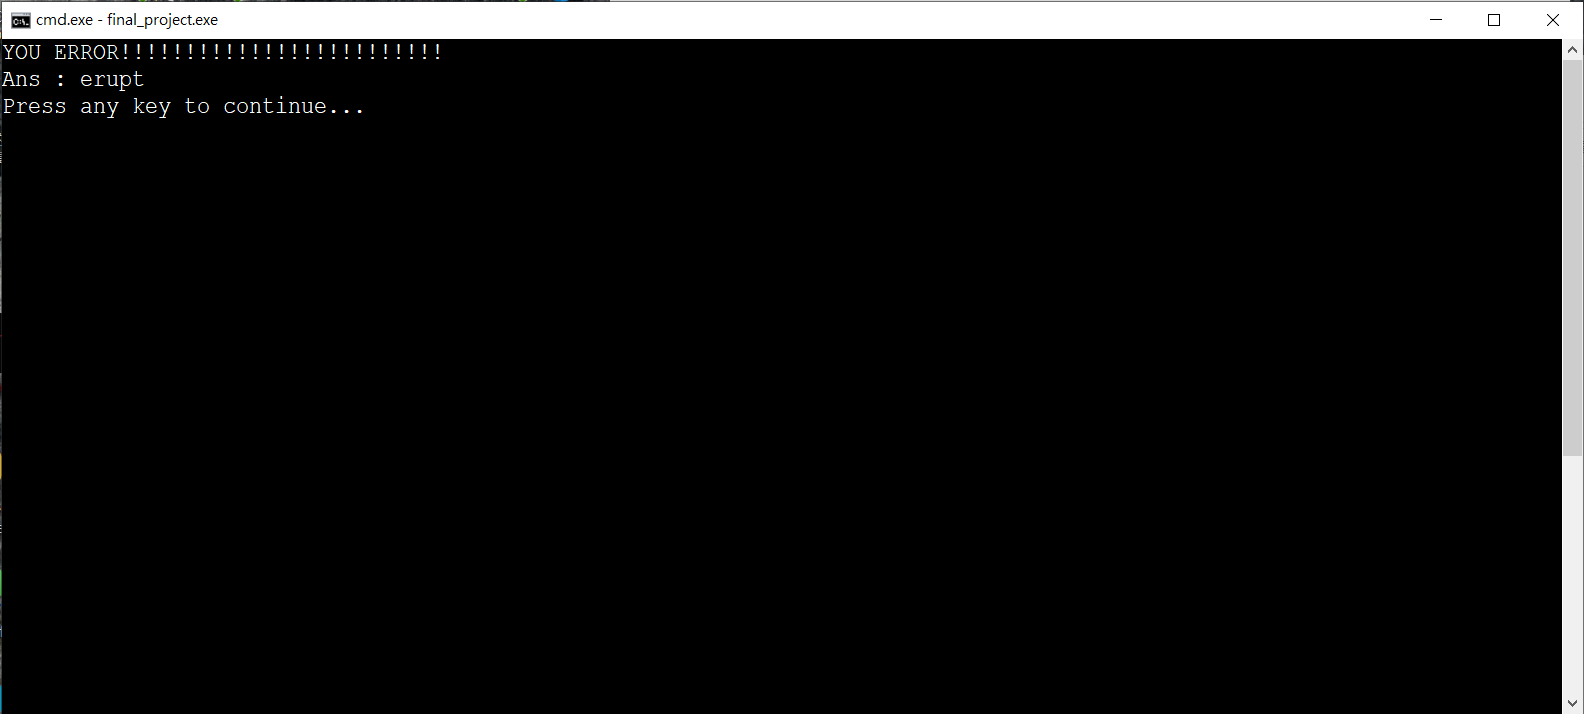 cmd.exe - final_project.exe
YOU ERROR!!!!!!!!!!!!!!!!!!!!!!!!!
Ans : erupt
Press any key to continue...